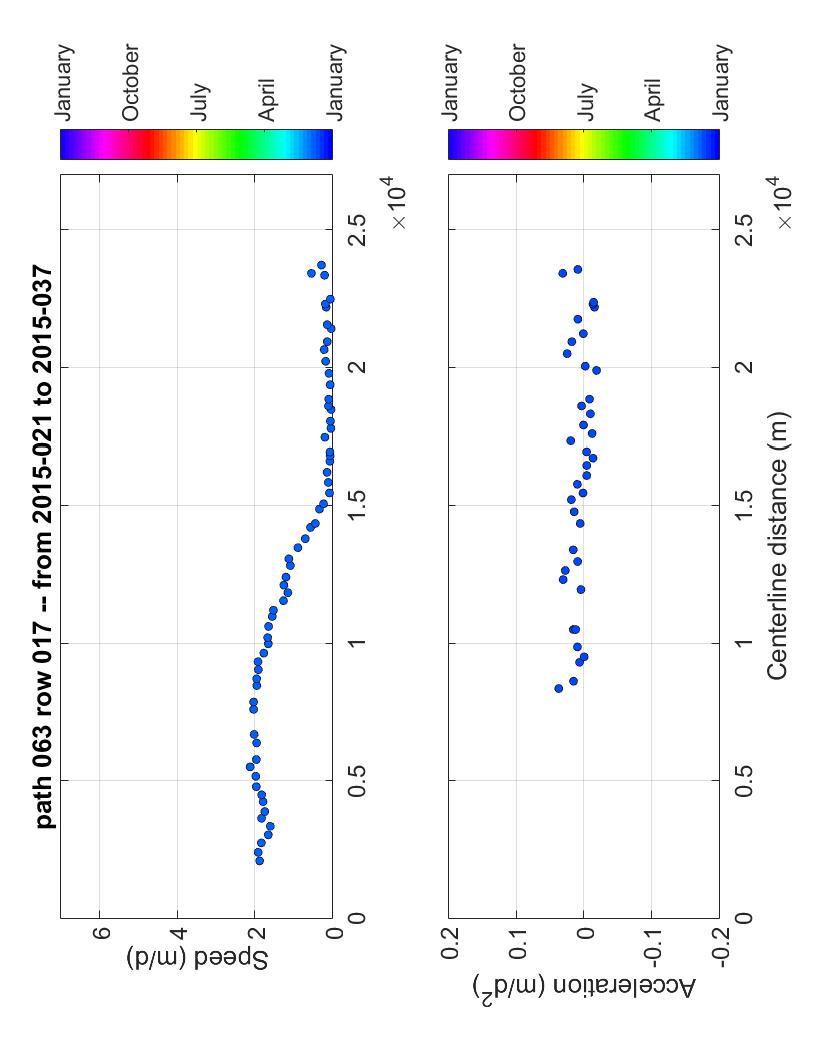 path 063 row 017 -- from 2015-021 to 2015-037
Speed (m/d)
6
4
2
0
0
0.5
1
1.5
2
2.5
×10^4
January
October
July
April
January
Acceleration (m/d^2)
0.2
0.1
0
-0.1
-0.2
0
0.5
1
1.5
2
2.5
×10^4
Centerline distance (m)
January
October
July
April
January